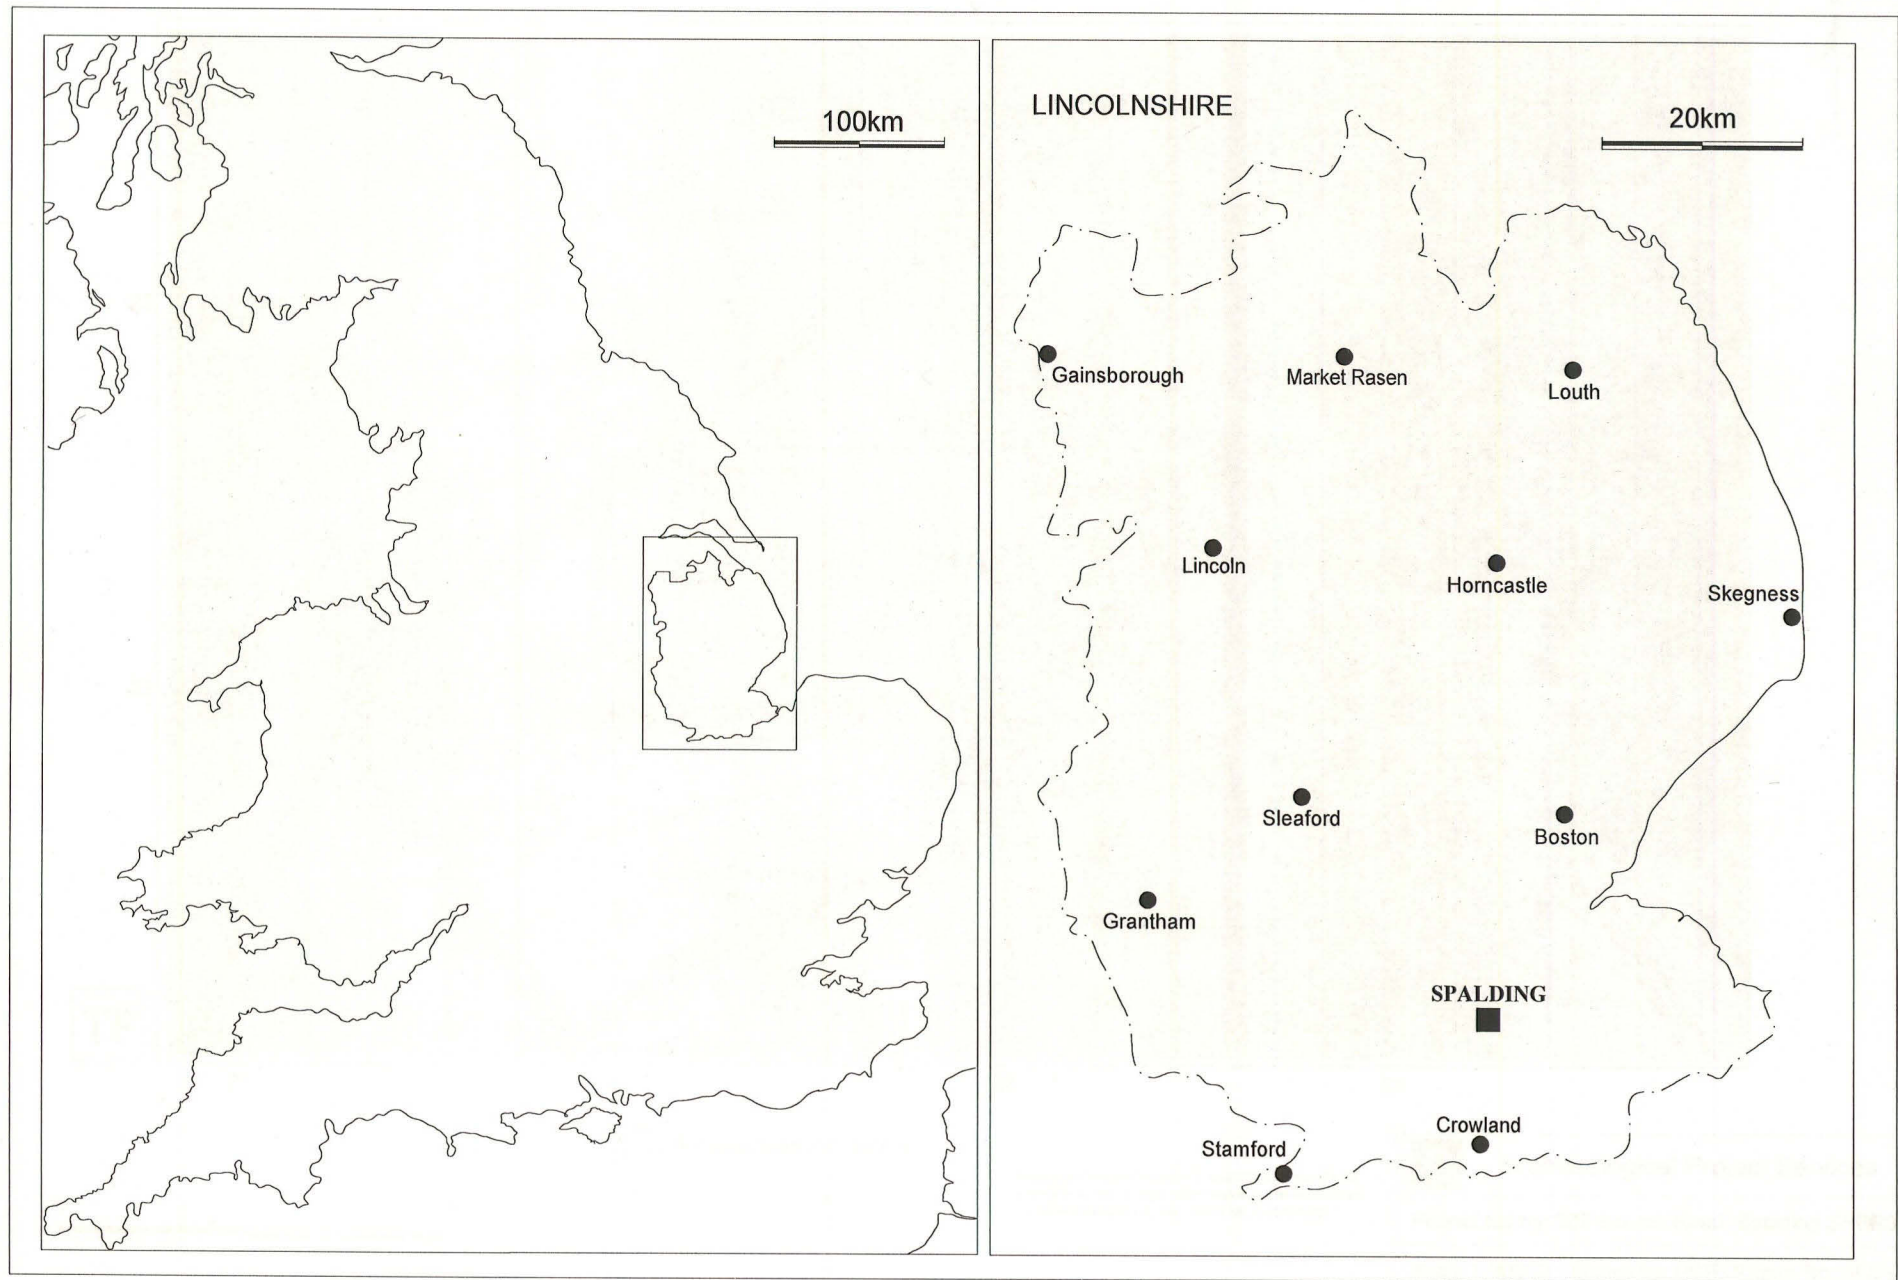 100km
LINCOLNSHIRE
20km
Gainsborough
Market Rasen
Louth
Lincoln
Horncastle
Skegness
Sleaford
Boston
Grantham
SPALDING
Crowland
Stamford